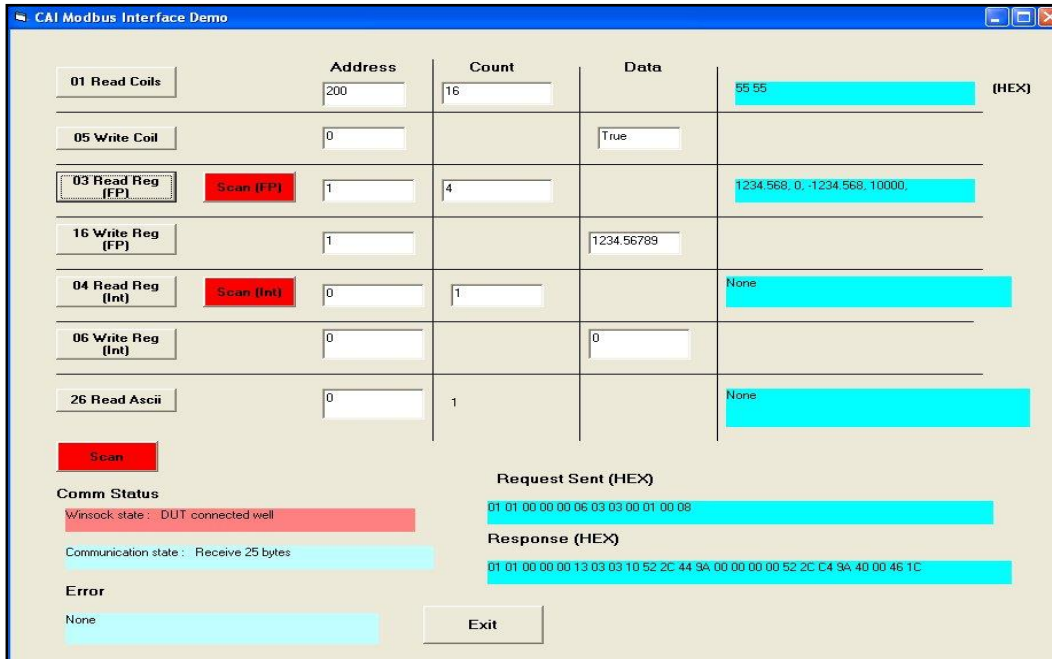 CAI Modbus Interface Demo
Address Count Data
01 Read Coils 200 16 55 55 (HEX)
05 Write Coil 0 True
03 Read Reg
(FP)
Scan (FP) 1 4 1234.568, 0, -1234.568, 10000,
16 Write Reg
(FP)
1 1234.56789
04 Read Reg
(Int)
Scan (Int) 0 1 None
06 Write Reg
(Int)
0 0
26 Read Ascii 0 1 None
Scan
Comm Status
Winsock state : DUT connected well
Communication state : Receive 25 bytes
Error
None
Request Sent (HEX)
01 01 00 00 00 06 03 03 00 01 00 08
Response (HEX)
01 01 00 00 00 13 03 03 10 52 2C 44 9A 00 00 00 00 52 2C C4 9A 40 00 46 1C
Exit